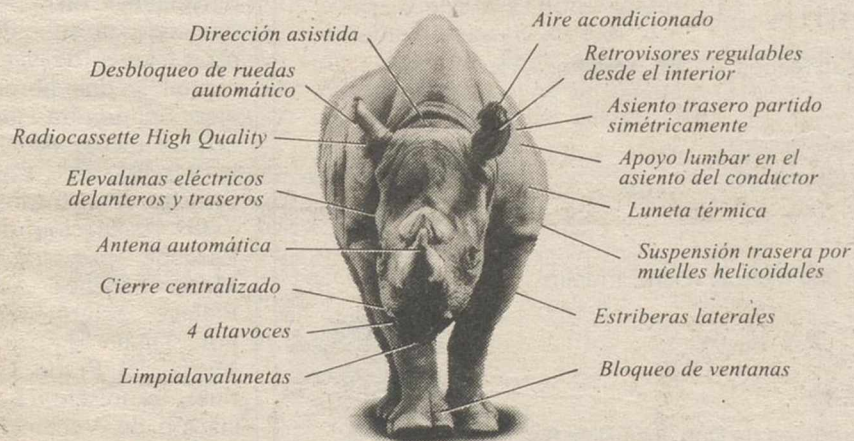 Dirección asistida
Desbloqueo de ruedas
automático
Radiocassette High Quality
Elevalunas eléctricos
delanteros y traseros
Antena automática
Cierre centralizado
4 altavoces
Limpialavalunetas
Aire acondicionado
Retrovisores regulables
desde el interior
Asiento trasero partido
simétricamente
Apoyo lumbar en el
asiento del conductor
Luneta térmica
Suspensión trasera por
muelles helicoidales
Estriberas laterales
Bloqueo de ventanas